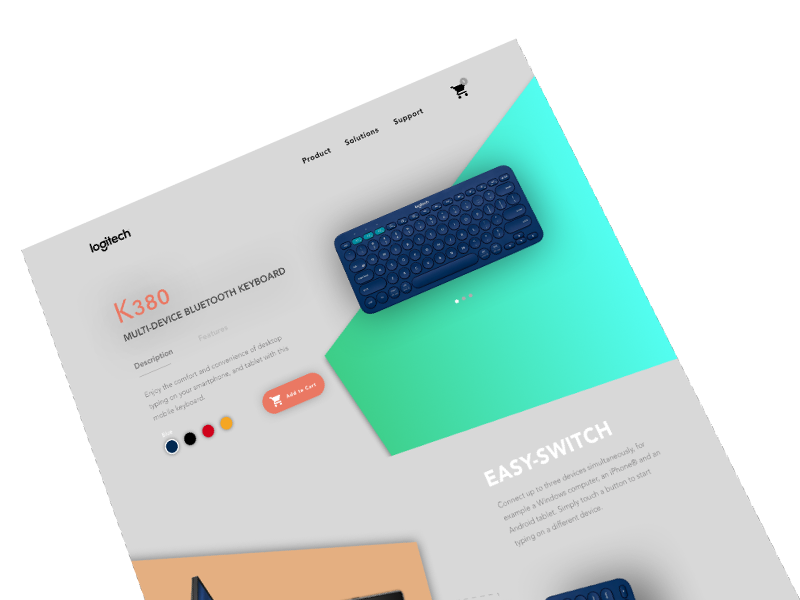 Product
Solutions
Support
logitech
logitech
K380
MULTI-DEVICE BLUETOOTH KEYBOARD
Description
Features
Enjoy the comfort and convenience of desktop
typing on your smartphone, and tablet with this
mobile keyboard.
Add to Cart
EASY-SWITCH
Connect up to three devices simultaneously, for
example a Windows computer, an iPhone® and an
Android tablet. Simply touch a button to start
typing on a different device.